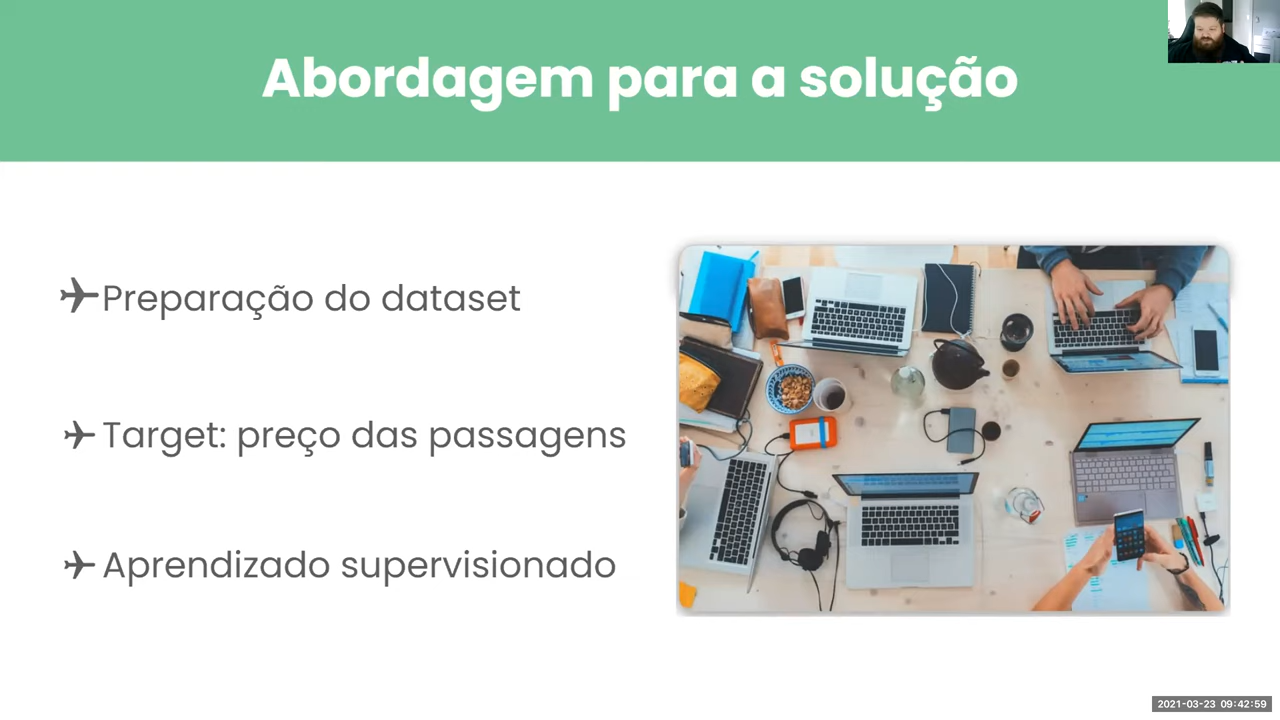 Abordagem para a solução
Preparação do dataset
Target: preço das passagens
Aprendizado supervisionado
2021-03-23 09:42:59